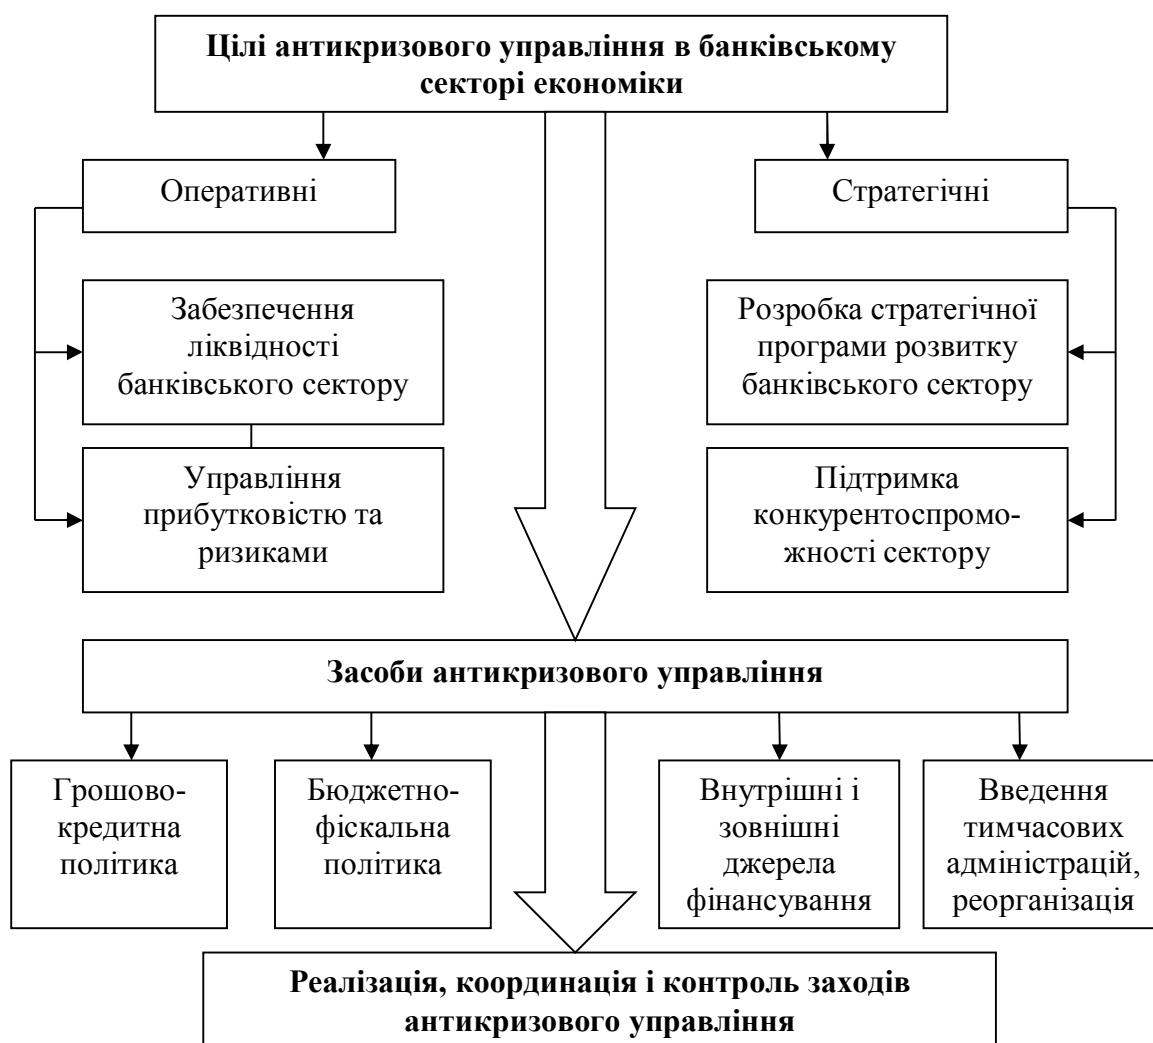 Цілі антикризового управління в банківському
секторі економіки
Оперативні
Стратегічні
Забезпечення
ліквідності
банківського сектору
Розробка стратегічної
програми розвитку
банківського сектору
Управління
прибутковістю та
ризиками
Підтримка
конкурентоспромо-
жності сектору
Засоби антикризового управління
Грошово-
кредитна
політика
Бюджетно-
фіскальна
політика
Внутрішні і
зовнішні
джерела
фінансування
Введення
тимчасових
адміністрацій,
реорганізація
Реалізація, координація і контроль заходів
антикризового управління